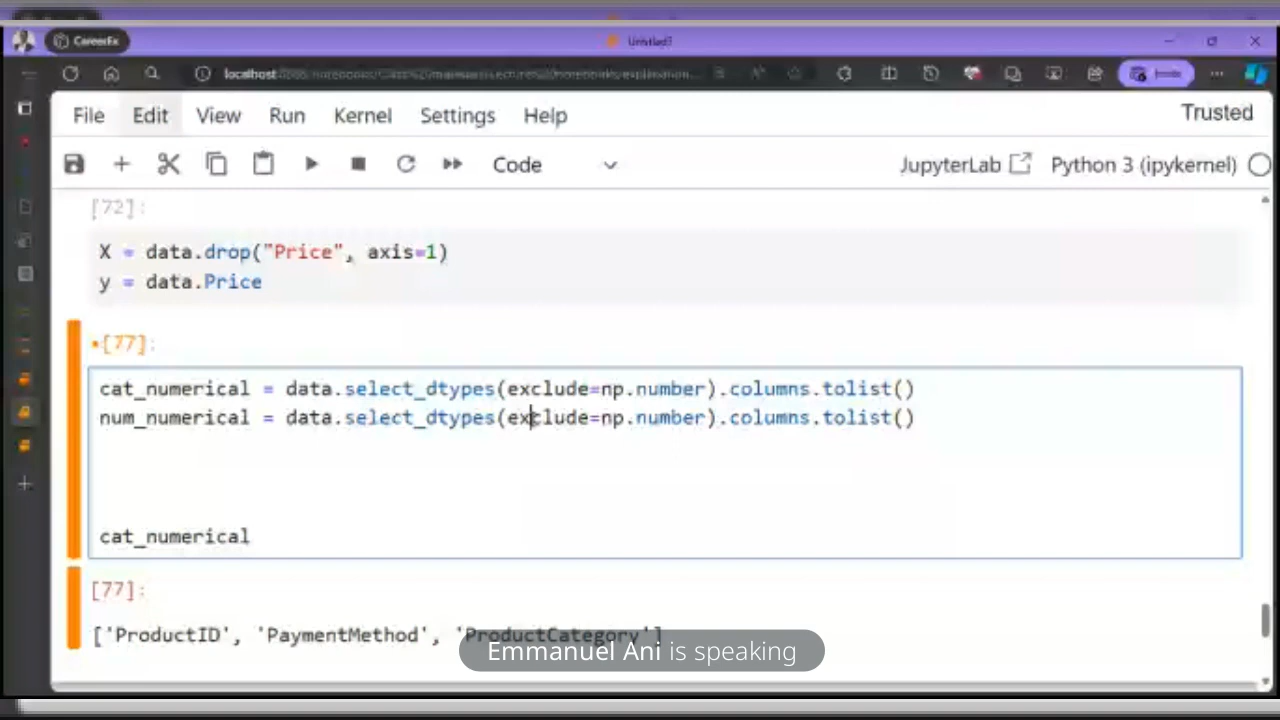 CareerEx
Untitled7
File Edit View Run Kernel Settings Help
Trusted
Code
JupyterLab
Python 3 (ipykernel)
[72]:
X = data.drop("Price", axis=1)
y = data.Price
•[77]:
cat_numerical = data.select_dtypes(exclude=np.number).columns.tolist()
num_numerical = data.select_dtypes(exclude=np.number).columns.tolist()
cat_numerical
[77]:
['ProductID', 'PaymentMethod', 'ProductCategory']
Emmanuel Ani is speaking